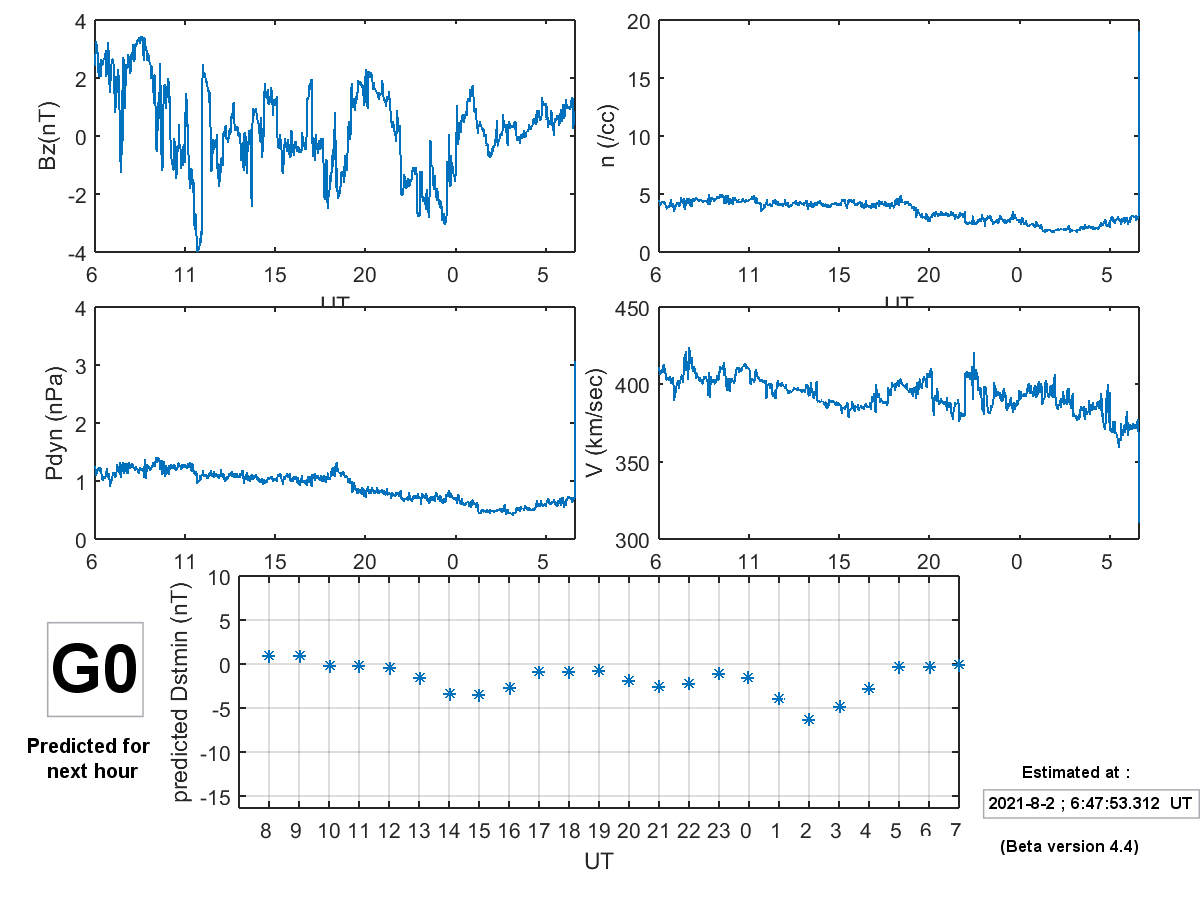 4
2
0
-2
-4
Bz(nT)
6 11 15 20 0 5
UT
20
15
10
5
0
n (/cc)
6 11 15 20 0 5
UT
4
3
2
1
0
Pdyn (nPa)
6 11 15 20 0 5
450
400
350
300
V (km/sec)
6 11 15 20 0 5
10
5
0
-5
-10
-15
predicted Dstmin (nT)
8 9 10 11 12 13 14 15 16 17 18 19 20 21 22 23 0 1 2 3 4 5 6 7
UT
G0
Predicted for
next hour
Estimated at :
2021-8-2 ; 6:47:53.312 UT
(Beta version 4.4)